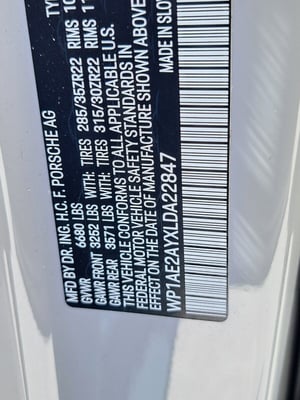 MFD BY DR. ING. H.C. F. PORSCHE AG
GVWR 6680 LBS
GAWR FRONT 3252 LBS WITH: TIRES 285/35ZR22 RIMS
GAWR REAR 3671 LBS WITH: TIRES 315/30ZR22 RIMS
THIS VEHICLE CONFORMS TO ALL APPLICABLE U.S.
FEDERAL MOTOR VEHICLE SAFETY STANDARDS IN
EFFECT ON THE DATE OF MANUFACTURE SHOWN ABOVE
WP1AE2AYXLDA22847 MADE IN